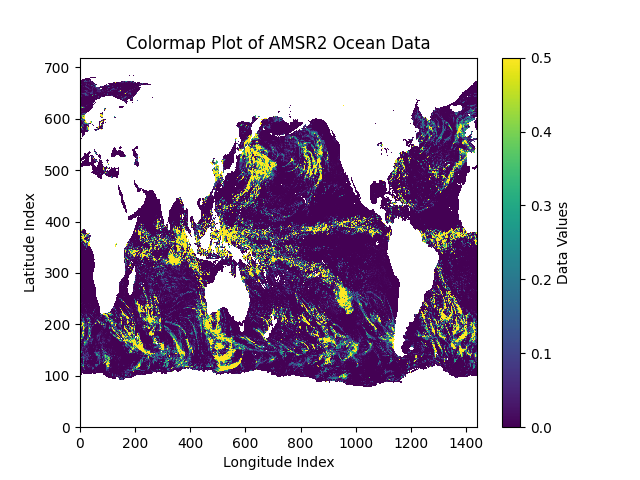 Colormap Plot of AMSR2 Ocean Data
700
600
500
400
300
200
100
0
Latitude Index
0 200 400 600 800 1000 1200 1400
Longitude Index
0.5
0.4
0.3
0.2
0.1
0.0
Data Values